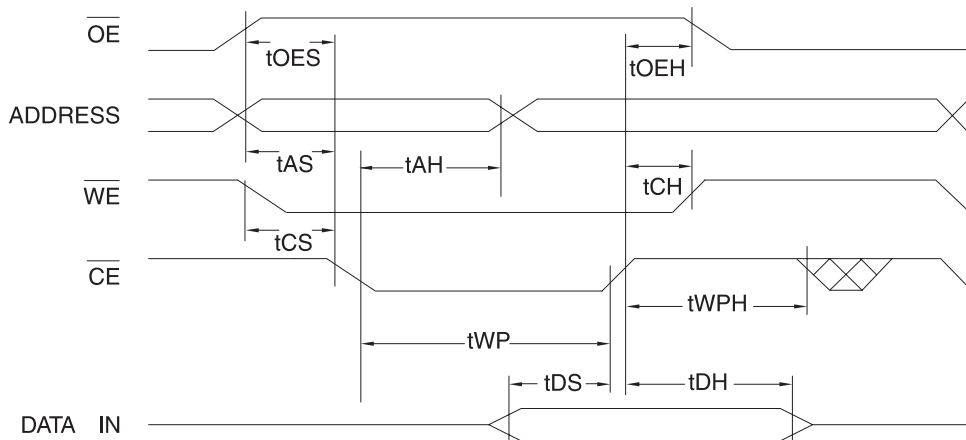 OE
tOES
tOEH
ADDRESS
tAS
tAH
tCH
WE
tCS
CE
tWPH
tWP
tDS
tDH
DATA IN